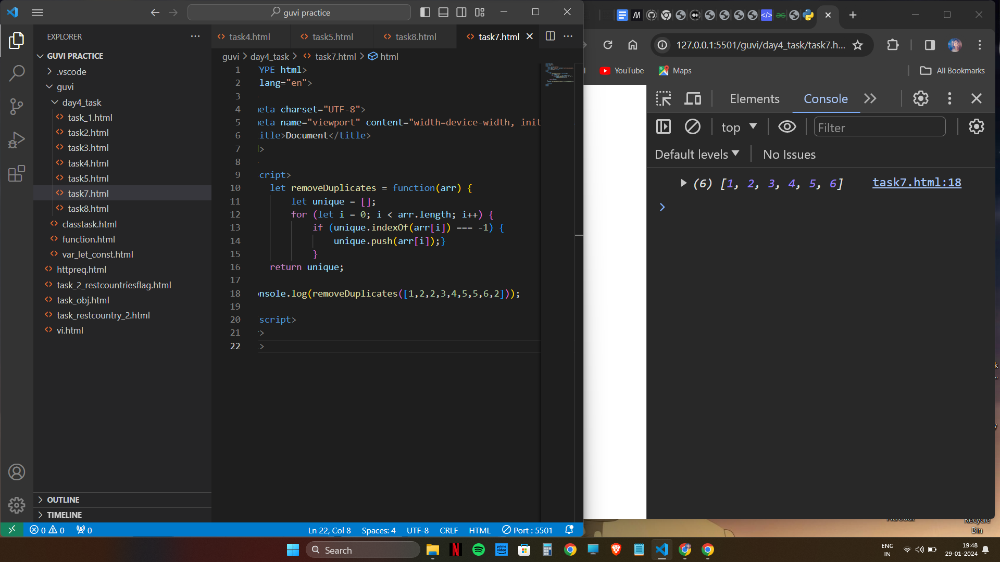 guvi practice
EXPLORER
GUVI PRACTICE
.vscode
guvi
day4_task
task_1.html
task2.html
task3.html
task4.html
task5.html
task7.html
task8.html
classtask.html
function.html
var_let_const.html
httpreq.html
task_2_restcountriesflag.html
task_obj.html
task_restcountry_2.html
vi.html
OUTLINE
TIMELINE
task4.html task5.html task8.html task7.html
guvi > day4_task > task7.html > html
1 YPE html>
2 lang="en">
3
4 eta charset="UTF-8">
5 eta name="viewport" content="width=device-width, init
6 itle>Document</title>
7 >
8
9 cript>
10 let removeDuplicates = function(arr) {
11 let unique = [];
12 for (let i = 0; i < arr.length; i++) {
13 if (unique.indexOf(arr[i]) === -1) {
14 unique.push(arr[i]);}
15 }
16 return unique;
17
18 onsole.log(removeDuplicates([1,2,2,3,4,5,5,6,2]));
19
20 script>
21 >
22 >
0 0 0 Ln 22, Col 8 Spaces: 4 UTF-8 CRLF HTML Port : 5501
127.0.0.1:5501/guvi/day4_task/task7.h...
YouTube Maps All Bookmarks
Elements Console
top Filter
Default levels No Issues
(6) [1, 2, 3, 4, 5, 6] task7.html:18
Recycle
Bin
Search
prime video
ENG
IN
19:48
29-01-2024